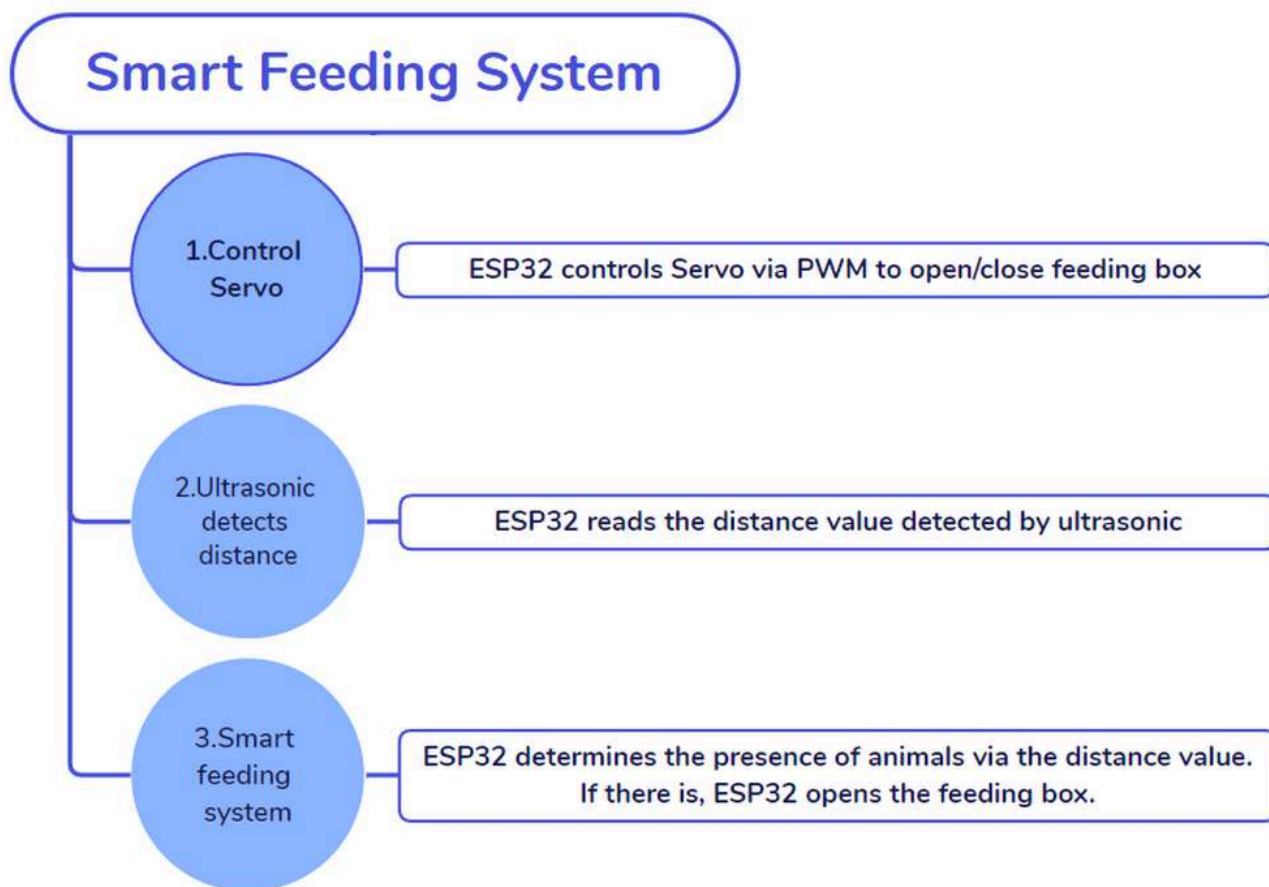 Smart Feeding System
1.Control
Servo
ESP32 controls Servo via PWM to open/close feeding box
2.Ultrasonic
detects
distance
ESP32 reads the distance value detected by ultrasonic
3.Smart
feeding
system
ESP32 determines the presence of animals via the distance value.
If there is, ESP32 opens the feeding box.